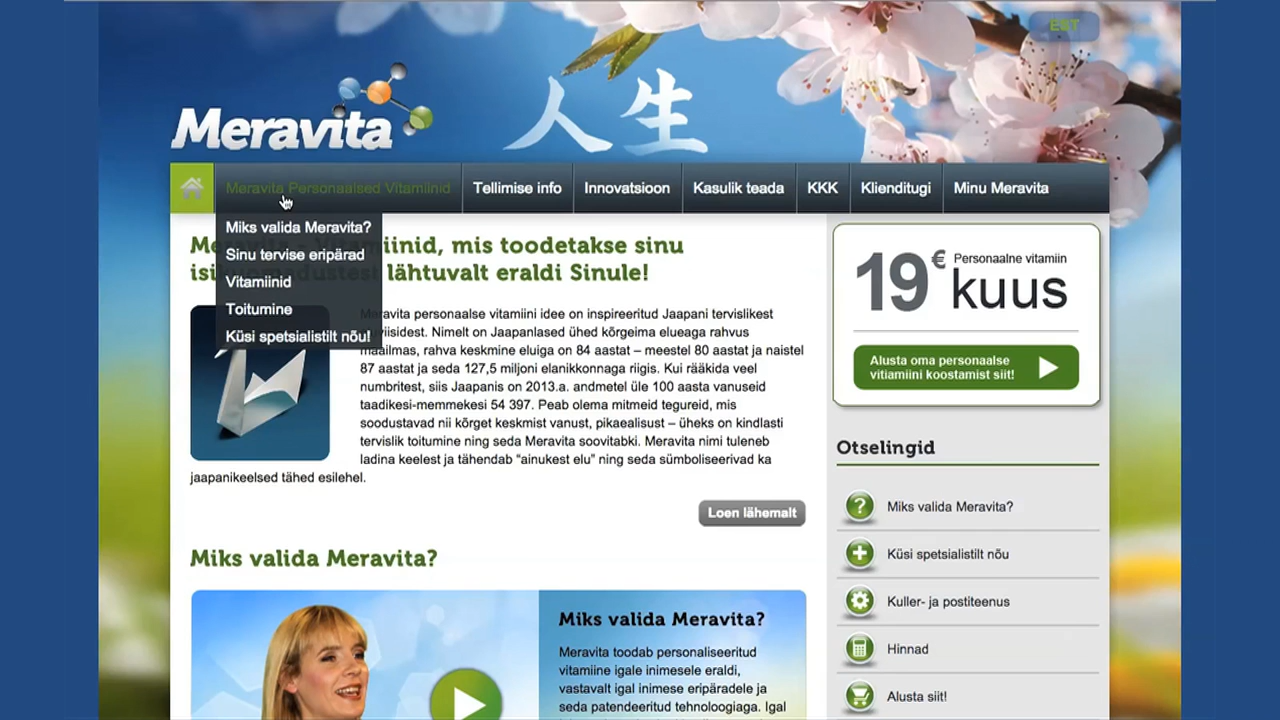 EST
Meravita
人生
Meravita Personaalsed Vitamiinid
Tellimise info
Innovatsioon
Kasulik teada
KKK
Klienditugi
Minu Meravita
Miks valida Meravita?
Sinu tervise eripärad
Vitamiinid
Toitumine
Küsi spetsialistilt nõu!
Meravita - Vitamiinid, mis toodetakse sinu
isikuomadustest lähtuvalt eraldi Sinule!
Meravita personaalse vitamiini idee on inspireeritud Jaapani tervislikest
eluviisidest. Nimelt on Jaapanlased ühed kõrgeima elueaga rahvus
maailmas, rahva keskmine eluiga on 84 aastat – meestel 80 aastat ja naistel
87 aastat ja seda 127,5 miljoni elanikkonnaga riigis. Kui rääkida veel
numbritest, siis Jaapanis on 2013.a. andmetel üle 100 aasta vanuseid
taadikesi-memmekesi 54 397. Peab olema mitmeid tegureid, mis
soodustavad nii kõrget keskmist vanust, pikaealisust – üheks on kindlasti
tervislik toitumine ning seda Meravita soovitabki. Meravita nimi tuleneb
ladina keelest ja tähendab “ainukest elu” ning seda sümboliseerivad ka
jaapanikeelsed tähed esilehel.
Loen lähemalt
Miks valida Meravita?
Miks valida Meravita?
Meravita toodab personaliseeritud
vitamiine igale inimesele eraldi,
vastavalt igal inimese eripäradele ja
seda patendeeritud tehnoloogiaga. Igal
19 € Personaalne vitamiin
kuus
Alusta oma personaalse
vitiamiini koostamist siit!
Otselingid
Miks valida Meravita?
Küsi spetsialistilt nõu
Kuller- ja postiteenus
Hinnad
Alusta siit!